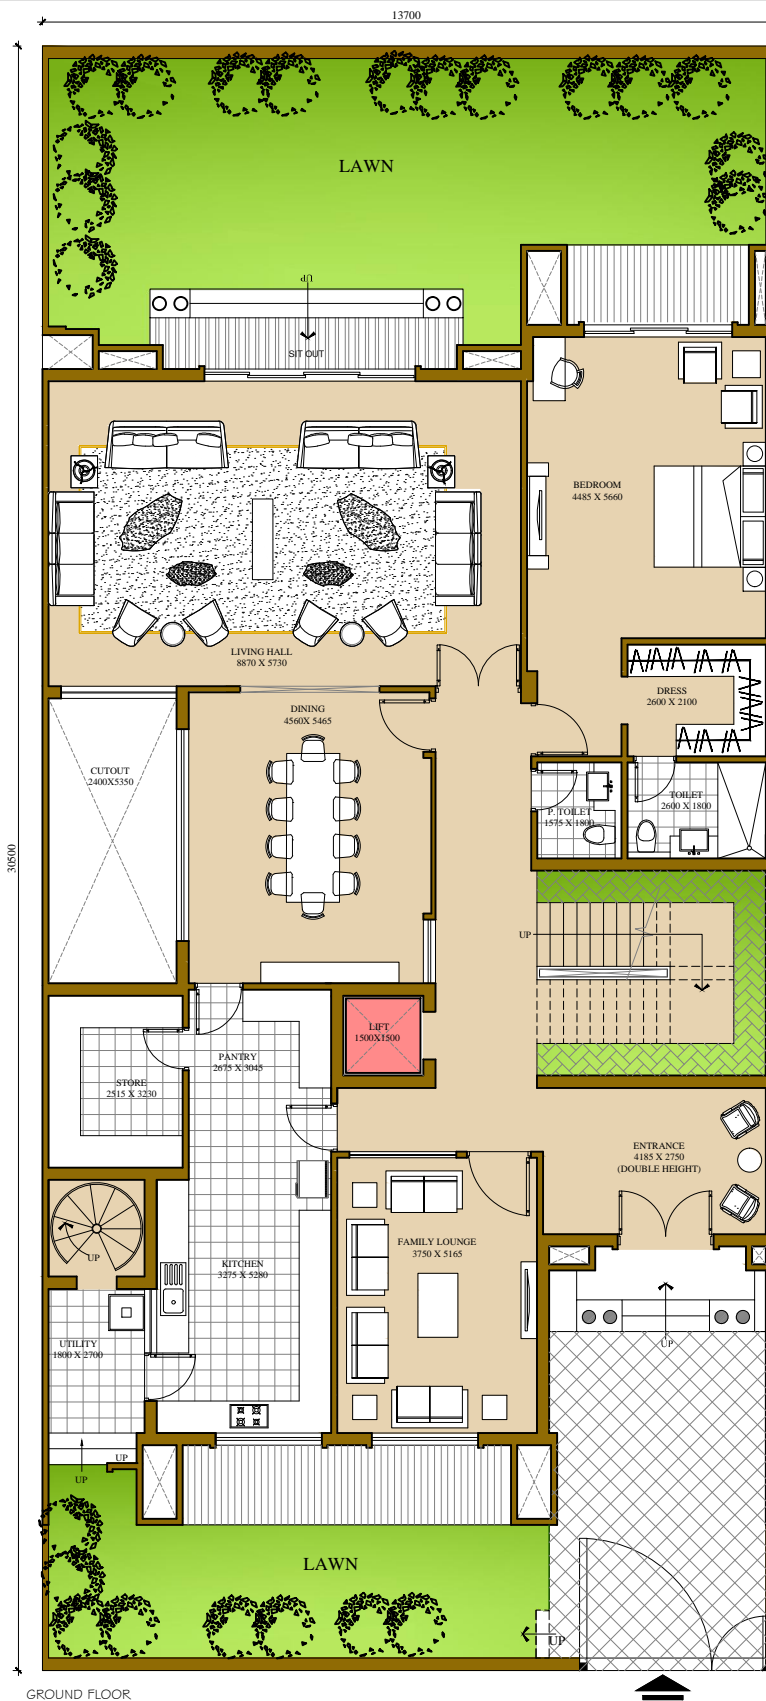 13700
LAWN
UP
SIT OUT
BEDROOM
4485 X 5660
LIVING HALL
8870 X 5730
DRESS
2600 X 2100
DINING
4560X 5465
CUTOUT
2400X5350
TOILET
2600 X 1800
P. TOILET
1575 X 1800
30500
UP
LIFT
1500X1500
PANTRY
2675 X 3045
STORE
2515 X 3230
ENTRANCE
4185 X 2750
(DOUBLE HEIGHT)
FAMILY LOUNGE
3750 X 5165
UP
KITCHEN
3275 X 5280
UTILITY
1800 X 2700
UP
UP
UP
LAWN
UP
GROUND FLOOR